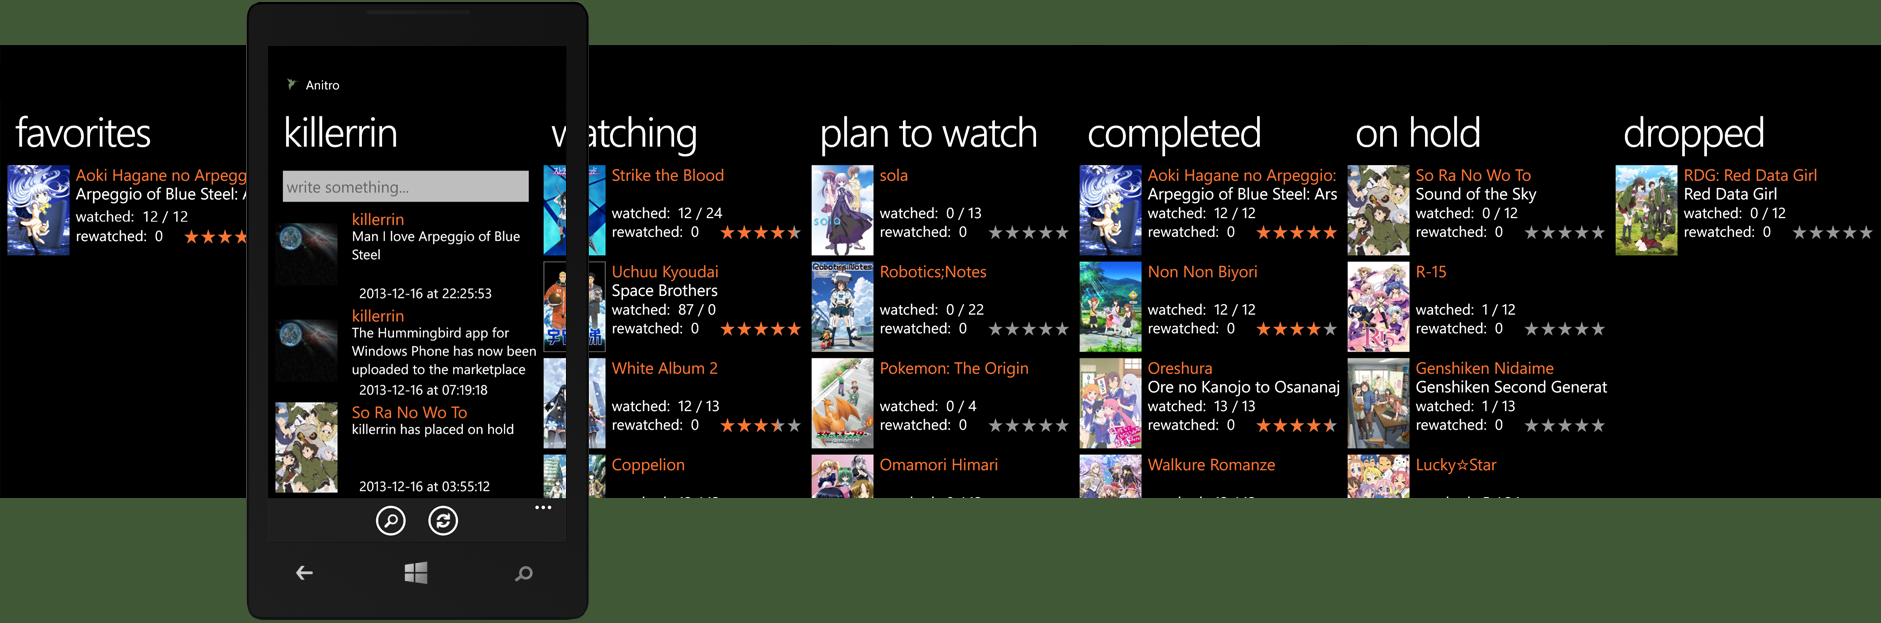 favorites
Aoki Hagane no Arpegg
Arpeggio of Blue Steel: A
watched: 12 / 12
rewatched: 0
Anitro
killerrin
write something...
killerrin
Man I love Arpeggio of Blue
Steel
2013-12-16 at 22:25:53
killerrin
The Hummingbird app for
Windows Phone has now been
uploaded to the marketplace
2013-12-16 at 07:19:18
So Ra No Wo To
killerrin has placed on hold
2013-12-16 at 03:55:12
watching
Strike the Blood
watched: 12 / 24
rewatched: 0
Uchuu Kyoudai
Space Brothers
watched: 87 / 0
rewatched: 0
White Album 2
watched: 12 / 13
rewatched: 0
Coppelion
plan to watch
sola
sola
watched: 0 / 13
rewatched: 0
Robotics;Notes
Robotics;Notes
watched: 0 / 22
rewatched: 0
Pokemon: The Origin
watched: 0 / 4
rewatched: 0
Omamori Himari
completed
Aoki Hagane no Arpeggio:
Arpeggio of Blue Steel: Ars
watched: 12 / 12
rewatched: 0
Non Non Biyori
watched: 12 / 12
rewatched: 0
Oreshura
Ore no Kanojo to Osananaj
watched: 13 / 13
rewatched: 0
Walkure Romanze
on hold
So Ra No Wo To
Sound of the Sky
watched: 0 / 12
rewatched: 0
R-15
watched: 1 / 12
rewatched: 0
Genshiken Nidaime
Genshiken Second Generat
watched: 1 / 13
rewatched: 0
Lucky☆Star
dropped
RDG: Red Data Girl
Red Data Girl
watched: 0 / 12
rewatched: 0